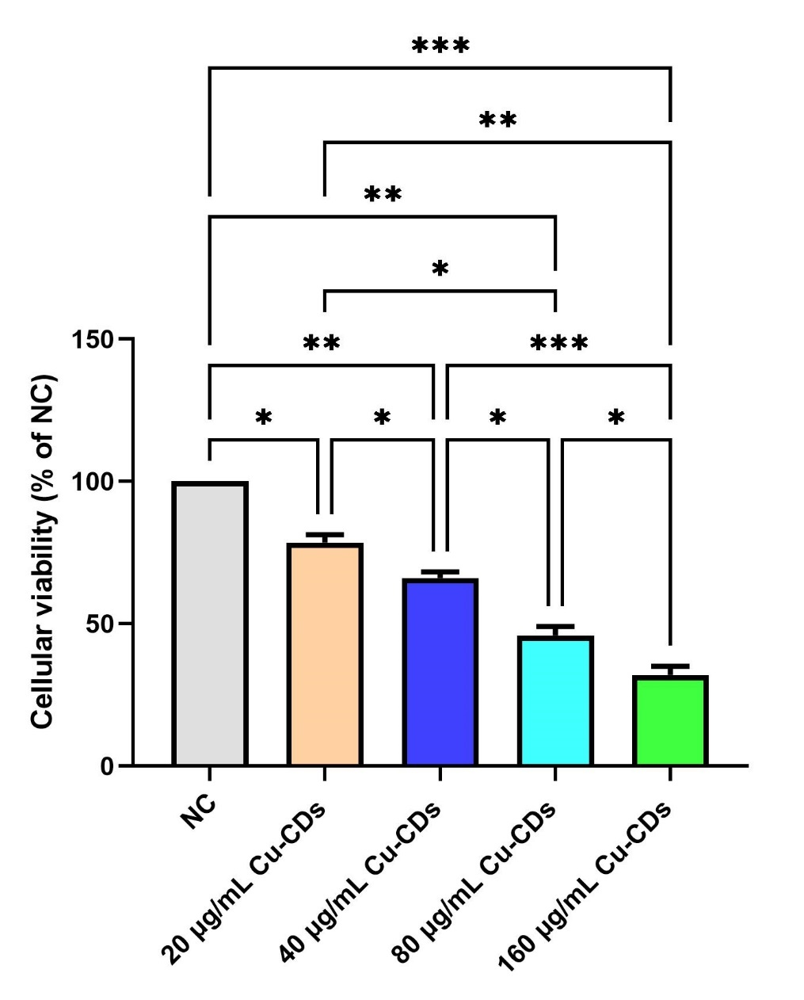 ***
**
**
*
** ***
* * * *
150
100
50
0
Cellular viability (% of NC)
NC
20 µg/mL Cu-CDs
40 µg/mL Cu-CDs
80 µg/mL Cu-CDs
160 µg/mL Cu-CDs